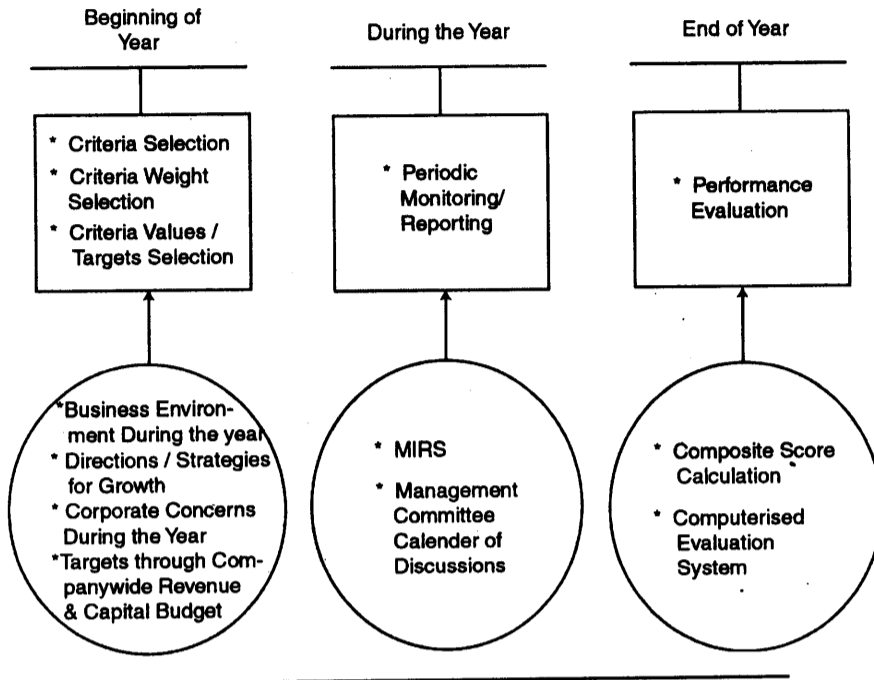 Beginning of
Year
* Criteria Selection
* Criteria Weight
Selection
* Criteria Values /
Targets Selection
*Business Environ-
ment During the year
* Directions / Strategies
for Growth
* Corporate Concerns
During the Year
*Targets through Com-
panywide Revenue
& Capital Budget
During the Year
* Periodic
Monitoring/
Reporting
* MIRS
* Management
Committee
Calender of
Discussions
End of Year
* Performance
Evaluation
* Composite Score
Calculation
* Computerised
Evaluation
System